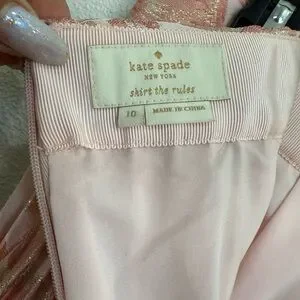 kate spade
NEW YORK
skirt the rules
10
MADE IN CHINA